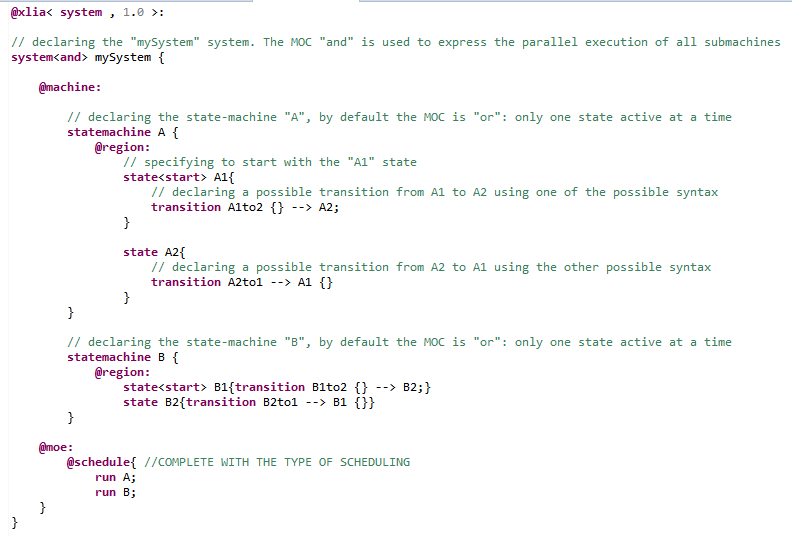 @xlia< system , 1.0 >:
// declaring the "mySystem" system. The MOC "and" is used to express the parallel execution of all submachines
system<and> mySystem {
@machine:
// declaring the state-machine "A", by default the MOC is "or": only one state active at a time
statemachine A {
@region:
// specifying to start with the "A1" state
state<start> A1{
// declaring a possible transition from A1 to A2 using one of the possible syntax
transition A1to2 {} --> A2;
}
state A2{
// declaring a possible transition from A2 to A1 using the other possible syntax
transition A2to1 --> A1 {}
}
}
// declaring the state-machine "B", by default the MOC is "or": only one state active at a time
statemachine B {
@region:
state<start> B1{transition B1to2 {} --> B2;}
state B2{transition B2to1 --> B1 {}}
}
@moe:
@schedule{ //COMPLETE WITH THE TYPE OF SCHEDULING
run A;
run B;
}
}